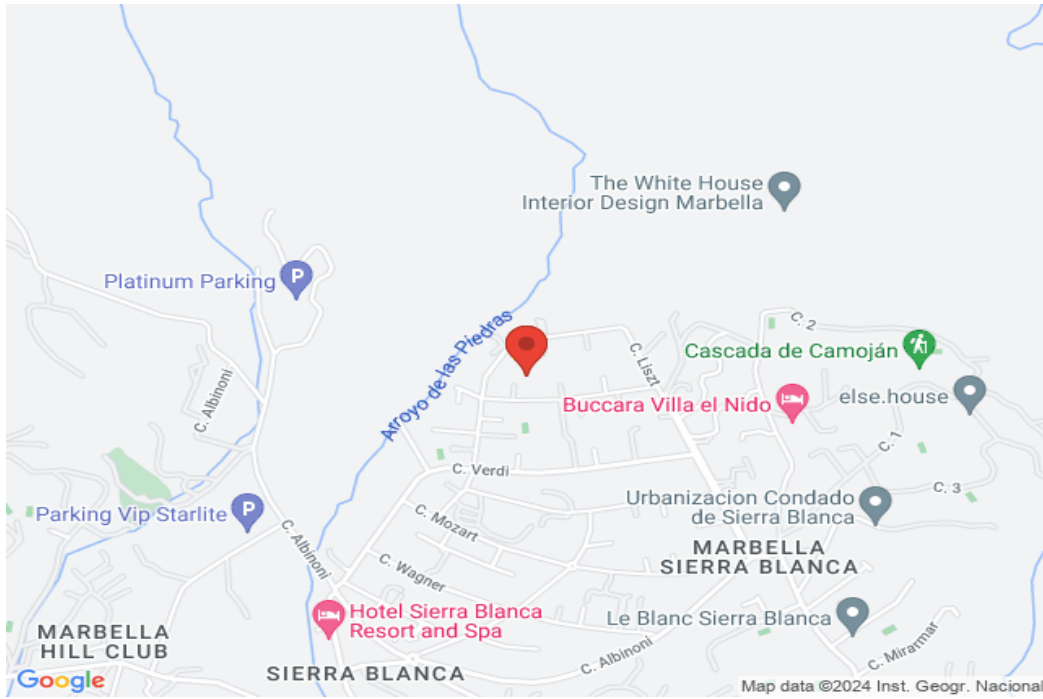 The White House
Interior Design Marbella
Platinum Parking
P
Arroyo de las Piedras
C. 2
C. Liszt
Cascada de Camoján
C. Albinoni
Buccara Villa el Nido
else.house
C. 1
C. Verdi
C. 3
Parking Vip Starlite
P
Urbanizacion Condado
de Sierra Blanca
C. Mozart
C. Albinoni
MARBELLA
SIERRA BLANCA
C. Wagner
Hotel Sierra Blanca
Resort and Spa
Le Blanc Sierra Blanca
MARBELLA
HILL CLUB
C. Albinoni
C. Miramar
SIERRA BLANCA
Google
Map data ©2024 Inst. Geogr. Nacional